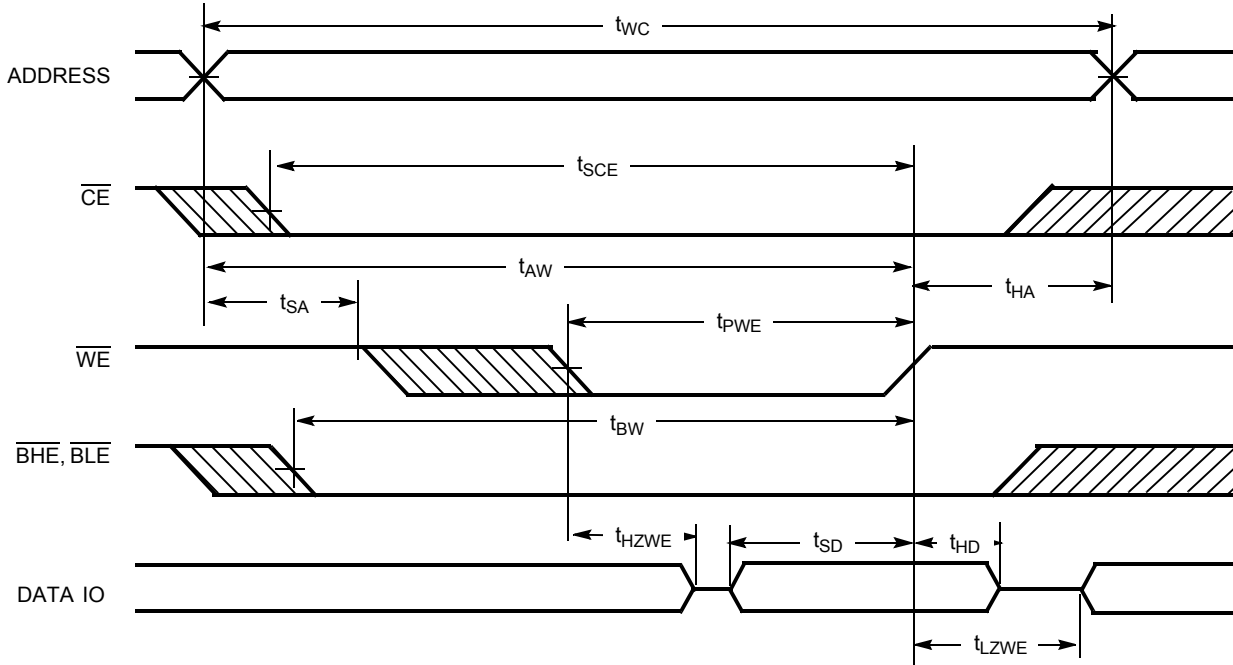 tWC
ADDRESS
tSCE
CE
tAW
tSA
tHA
tPWE
WE
tBW
BHE, BLE
tHZWE
tSD
tHD
DATA IO
tLZWE